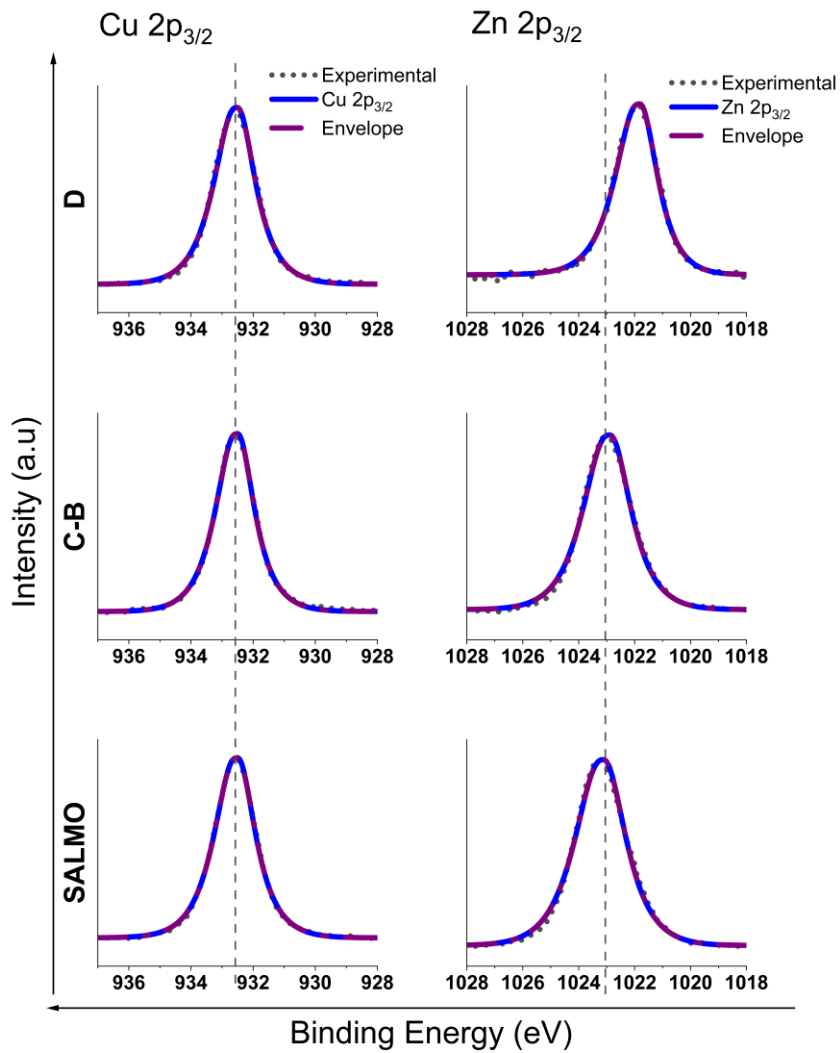 Cu 2p3/2
Zn 2p3/2
Experimental
Cu 2p3/2
Envelope
Experimental
Zn 2p3/2
Envelope
D
936 934 932 930 928
1028 1026 1024 1022 1020 1018
C-B
936 934 932 930 928
1028 1026 1024 1022 1020 1018
SALMO
936 934 932 930 928
1028 1026 1024 1022 1020 1018
Intensity (a.u)
Binding Energy (eV)